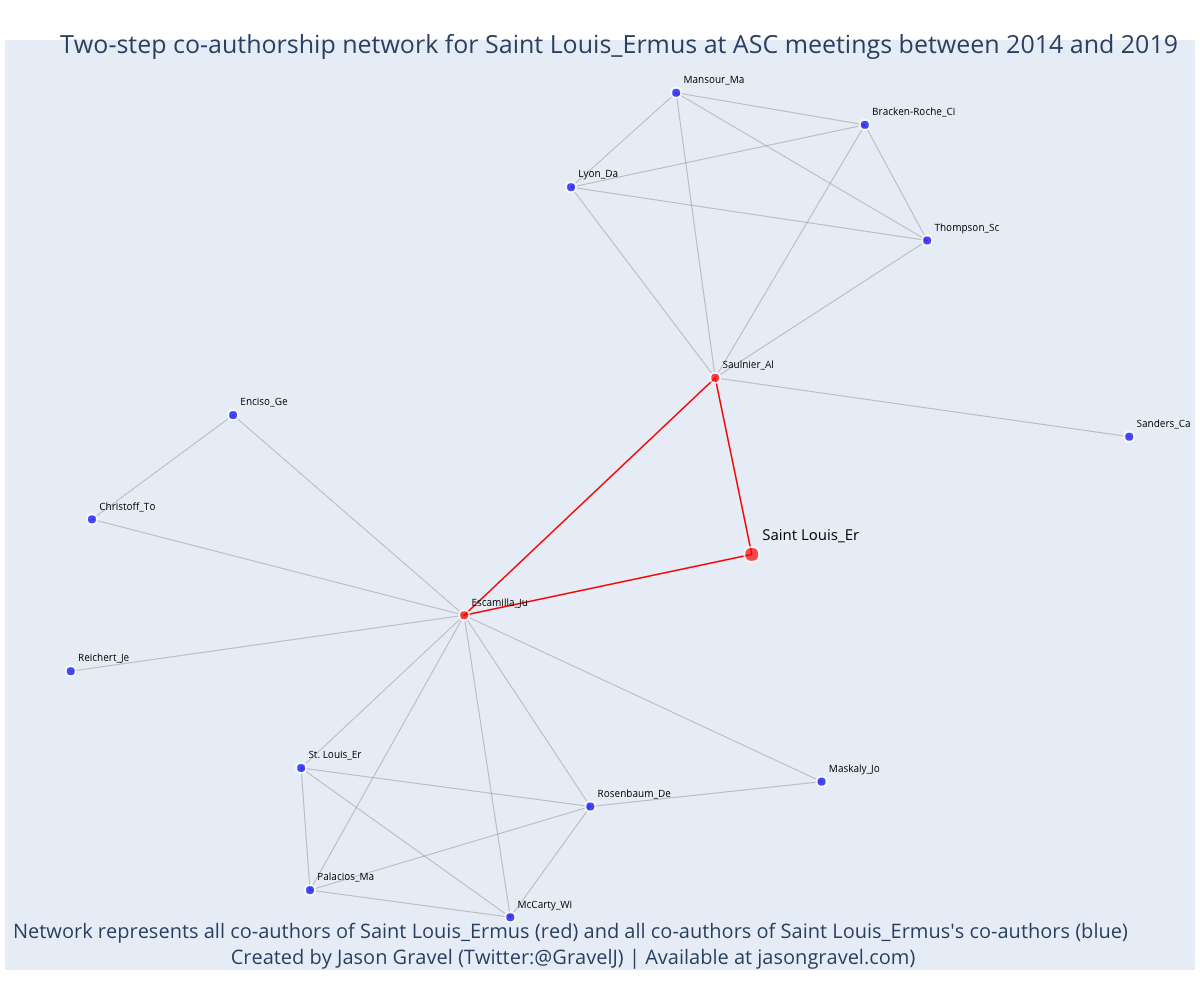 Two-step co-authorship network for Saint Louis_Ermus at ASC meetings between 2014 and 2019
Mansour_Ma
Bracken-Roche_Ci
Lyon_Da
Thompson_Sc
Saulnier_Al
Enciso_Ge
Sanders_Ca
Christoff_To
Saint Louis_Er
Escamilla_Ju
Reichert_Je
St. Louis_Er
Maskaly_Jo
Rosenbaum_De
Palacios_Ma
McCarty_Wi
Network represents all co-authors of Saint Louis_Ermus (red) and all co-authors of Saint Louis_Ermus's co-authors (blue)
Created by Jason Gravel (Twitter:@GravelJ) | Available at jasongravel.com)